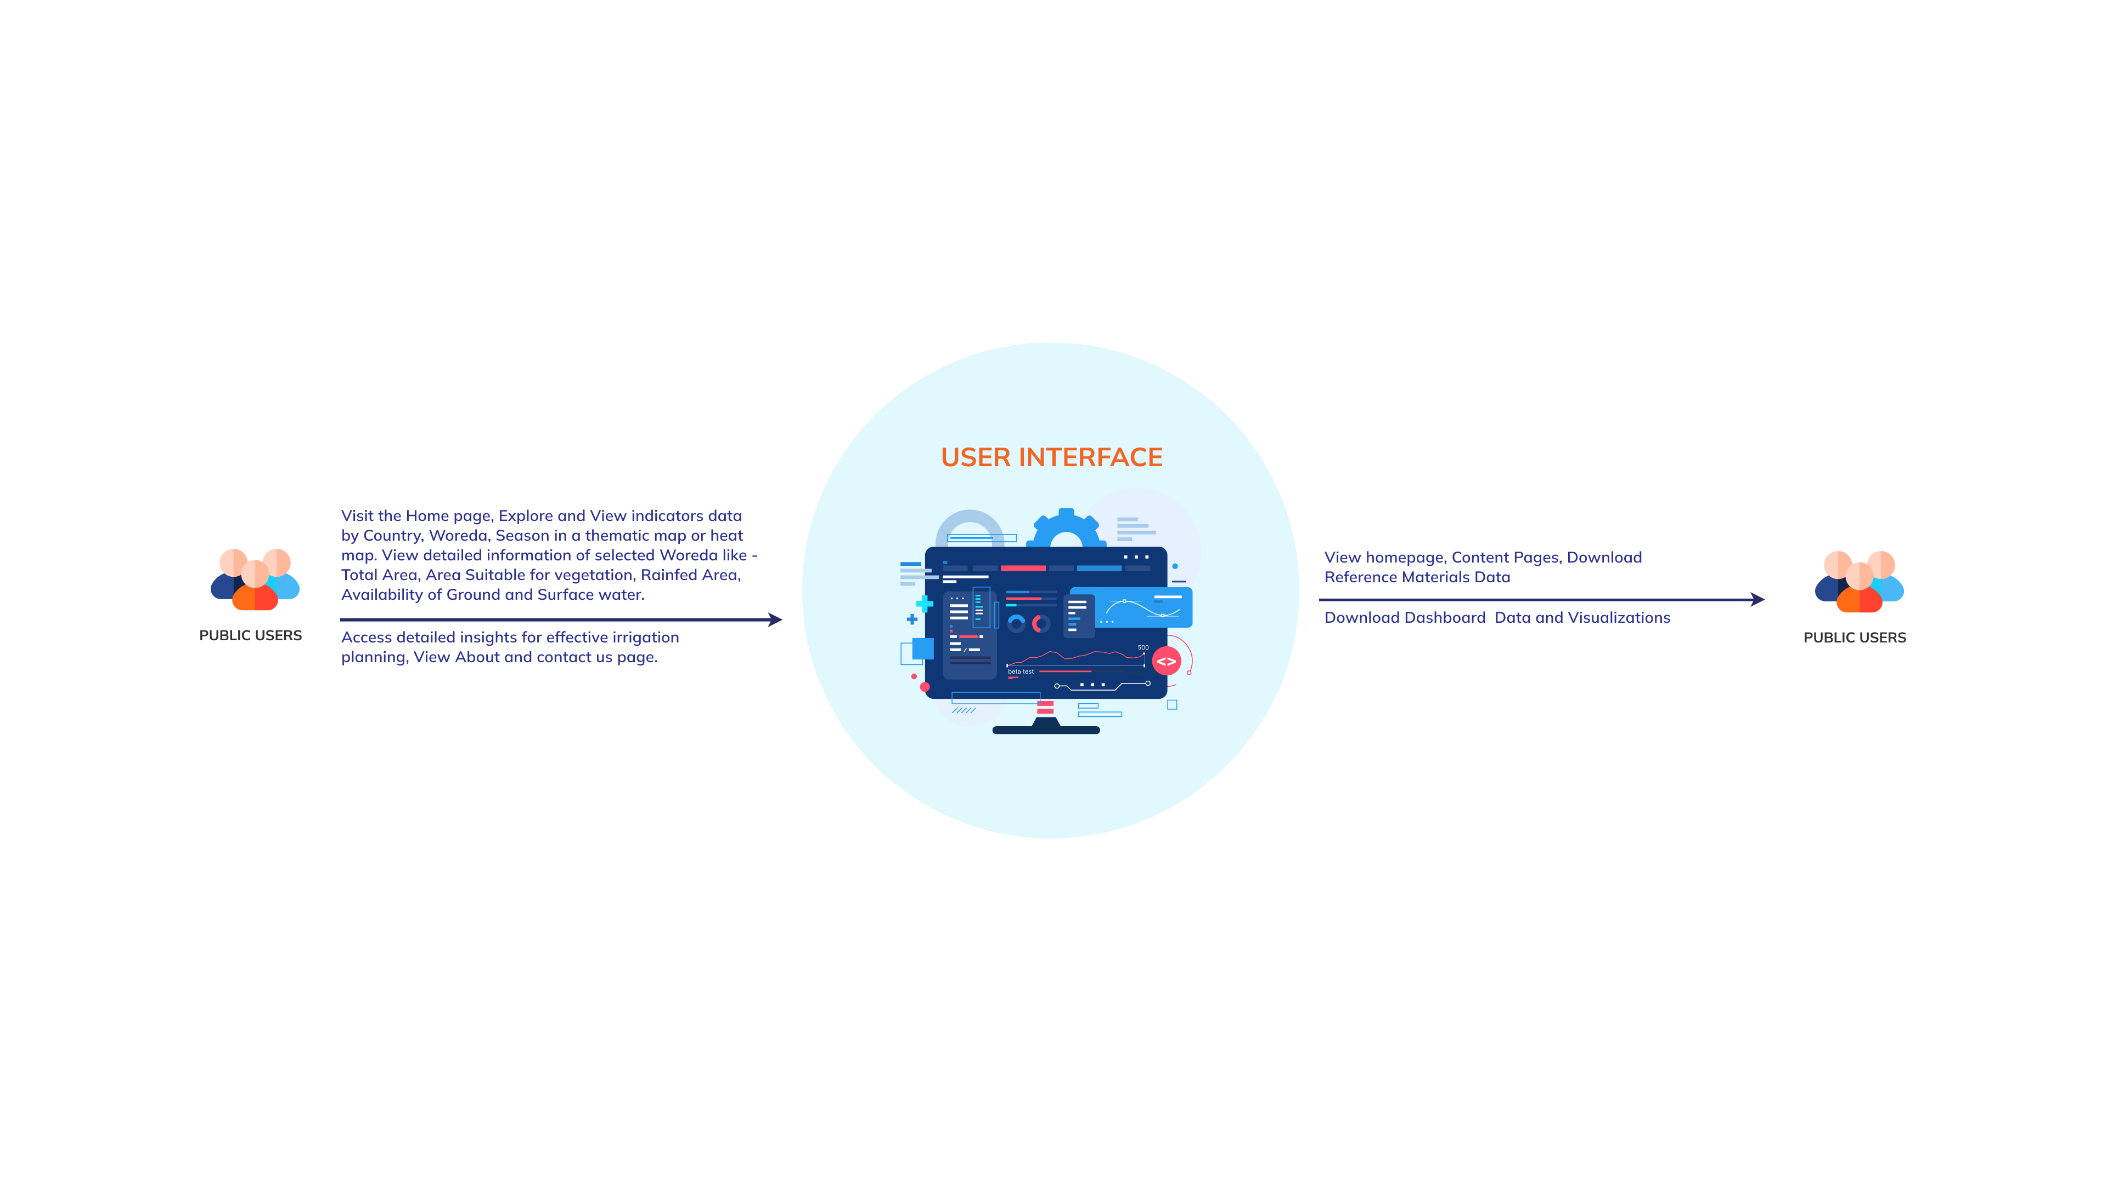 USER INTERFACE
Visit the Home page, Explore and View indicators data
by Country, Woreda, Season in a thematic map or heat
map. View detailed information of selected Woreda like -
Total Area, Area Suitable for vegetation, Rainfed Area,
Availability of Ground and Surface water.
Access detailed insights for effective irrigation
planning, View About and contact us page.
PUBLIC USERS
500
<>
beta test
View homepage, Content Pages, Download
Reference Materials Data
Download Dashboard  Data and Visualizations
PUBLIC USERS